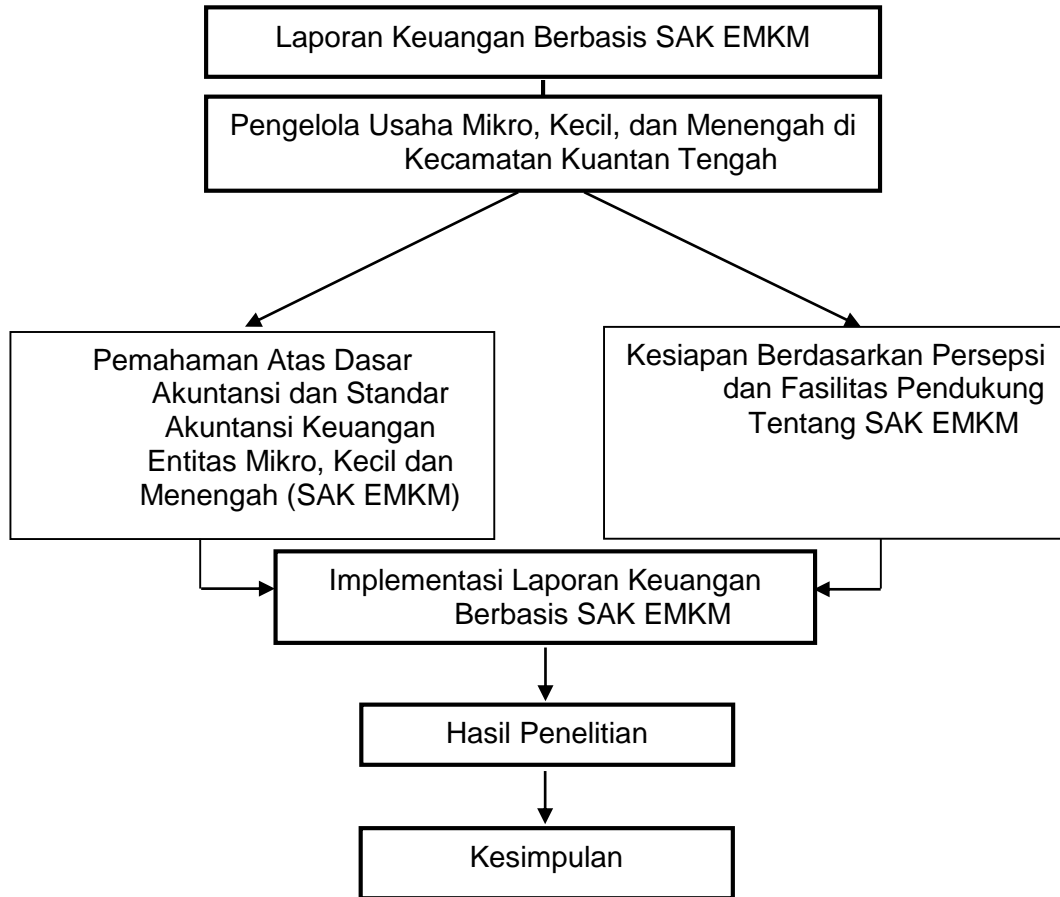 Laporan Keuangan Berbasis SAK EMKM
Pengelola Usaha Mikro, Kecil, dan Menengah di
Kecamatan Kuantan Tengah
Pemahaman Atas Dasar
Akuntansi dan Standar
Akuntansi Keuangan
Entitas Mikro, Kecil dan
Menengah (SAK EMKM)
Kesiapan Berdasarkan Persepsi
dan Fasilitas Pendukung
Tentang SAK EMKM
Implementasi Laporan Keuangan
Berbasis SAK EMKM
Hasil Penelitian
Kesimpulan